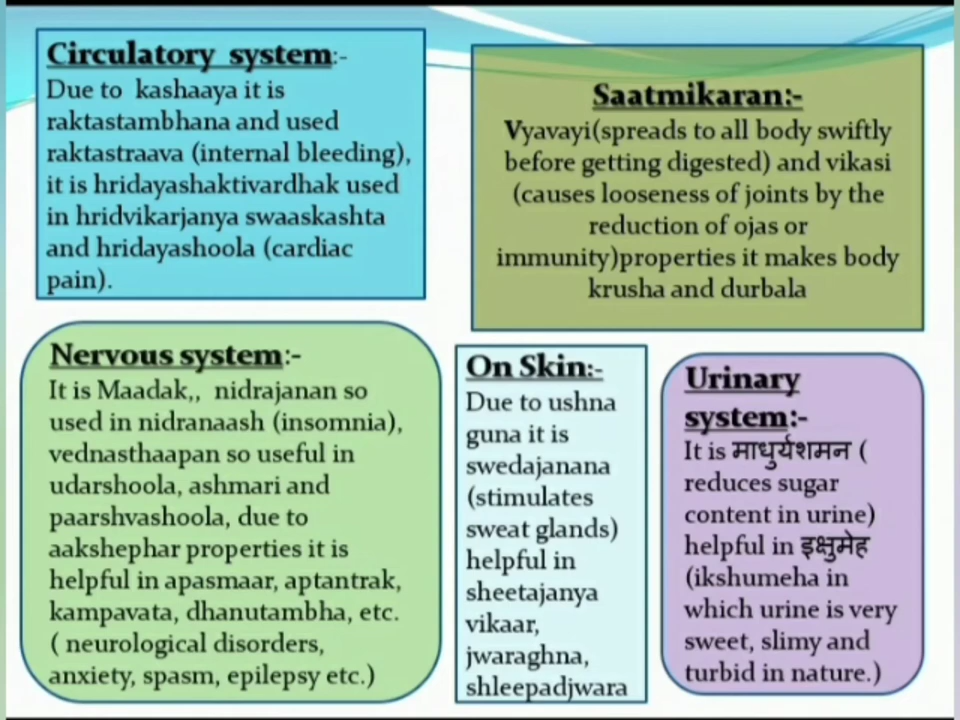 Circulatory system:-
Due to kashaaya it is
raktastambhana and used
raktastraava (internal bleeding),
it is hridayashaktivardhak used
in hridvikarjanya swaaskashta
and hridayashoola (cardiac
pain).
Saatmikaran:-
Vyavayi(spreads to all body swiftly
before getting digested) and vikasi
(causes looseness of joints by the
reduction of ojas or
immunity)properties it makes body
krusha and durbala
Nervous system:-
It is Maadak,, nidrajanan so
used in nidranaash (insomnia),
vednasthaapan so useful in
udarshoola, ashmari and
paarshvashoola, due to
aakshephar properties it is
helpful in apasmaar, aptantrak,
kampavata, dhanutambha, etc.
( neurological disorders,
anxiety, spasm, epilepsy etc.)
On Skin:-
Due to ushna
guna it is
swedajanana
(stimulates
sweat glands)
helpful in
sheetajanya
vikaar,
jwaraghna,
shleepadjwara
Urinary
system:-
It is माधुर्यशमन (
reduces sugar
content in urine)
helpful in इक्षुमेह
(ikshumeha in
which urine is very
sweet, slimy and
turbid in nature.)